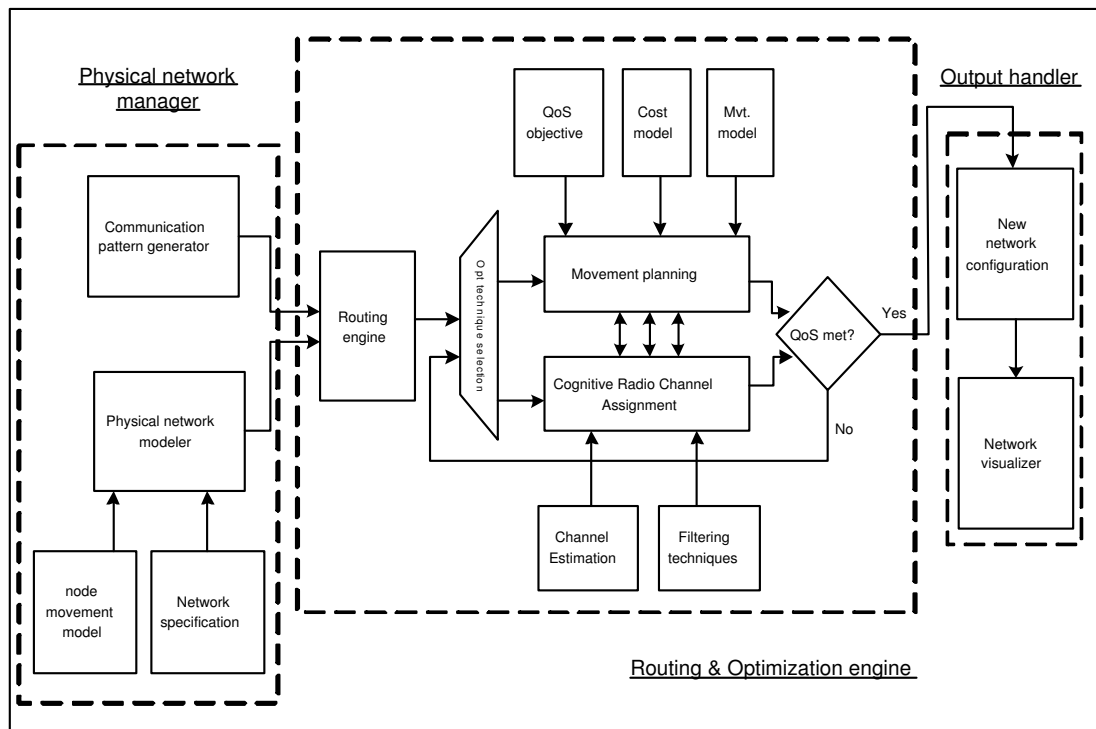 Physical network
manager
Communication
pattern generator
Physical network
modeler
node
movement
model
Network
specification
Routing
engine
Opt technique selection
QoS
objective
Cost
model
Mvt.
model
Movement planning
Cognitive Radio Channel
Assignment
Channel
Estimation
Filtering
techniques
QoS met?
Yes
No
Routing & Optimization engine
Output handler
New
network
configuration
Network
visualizer